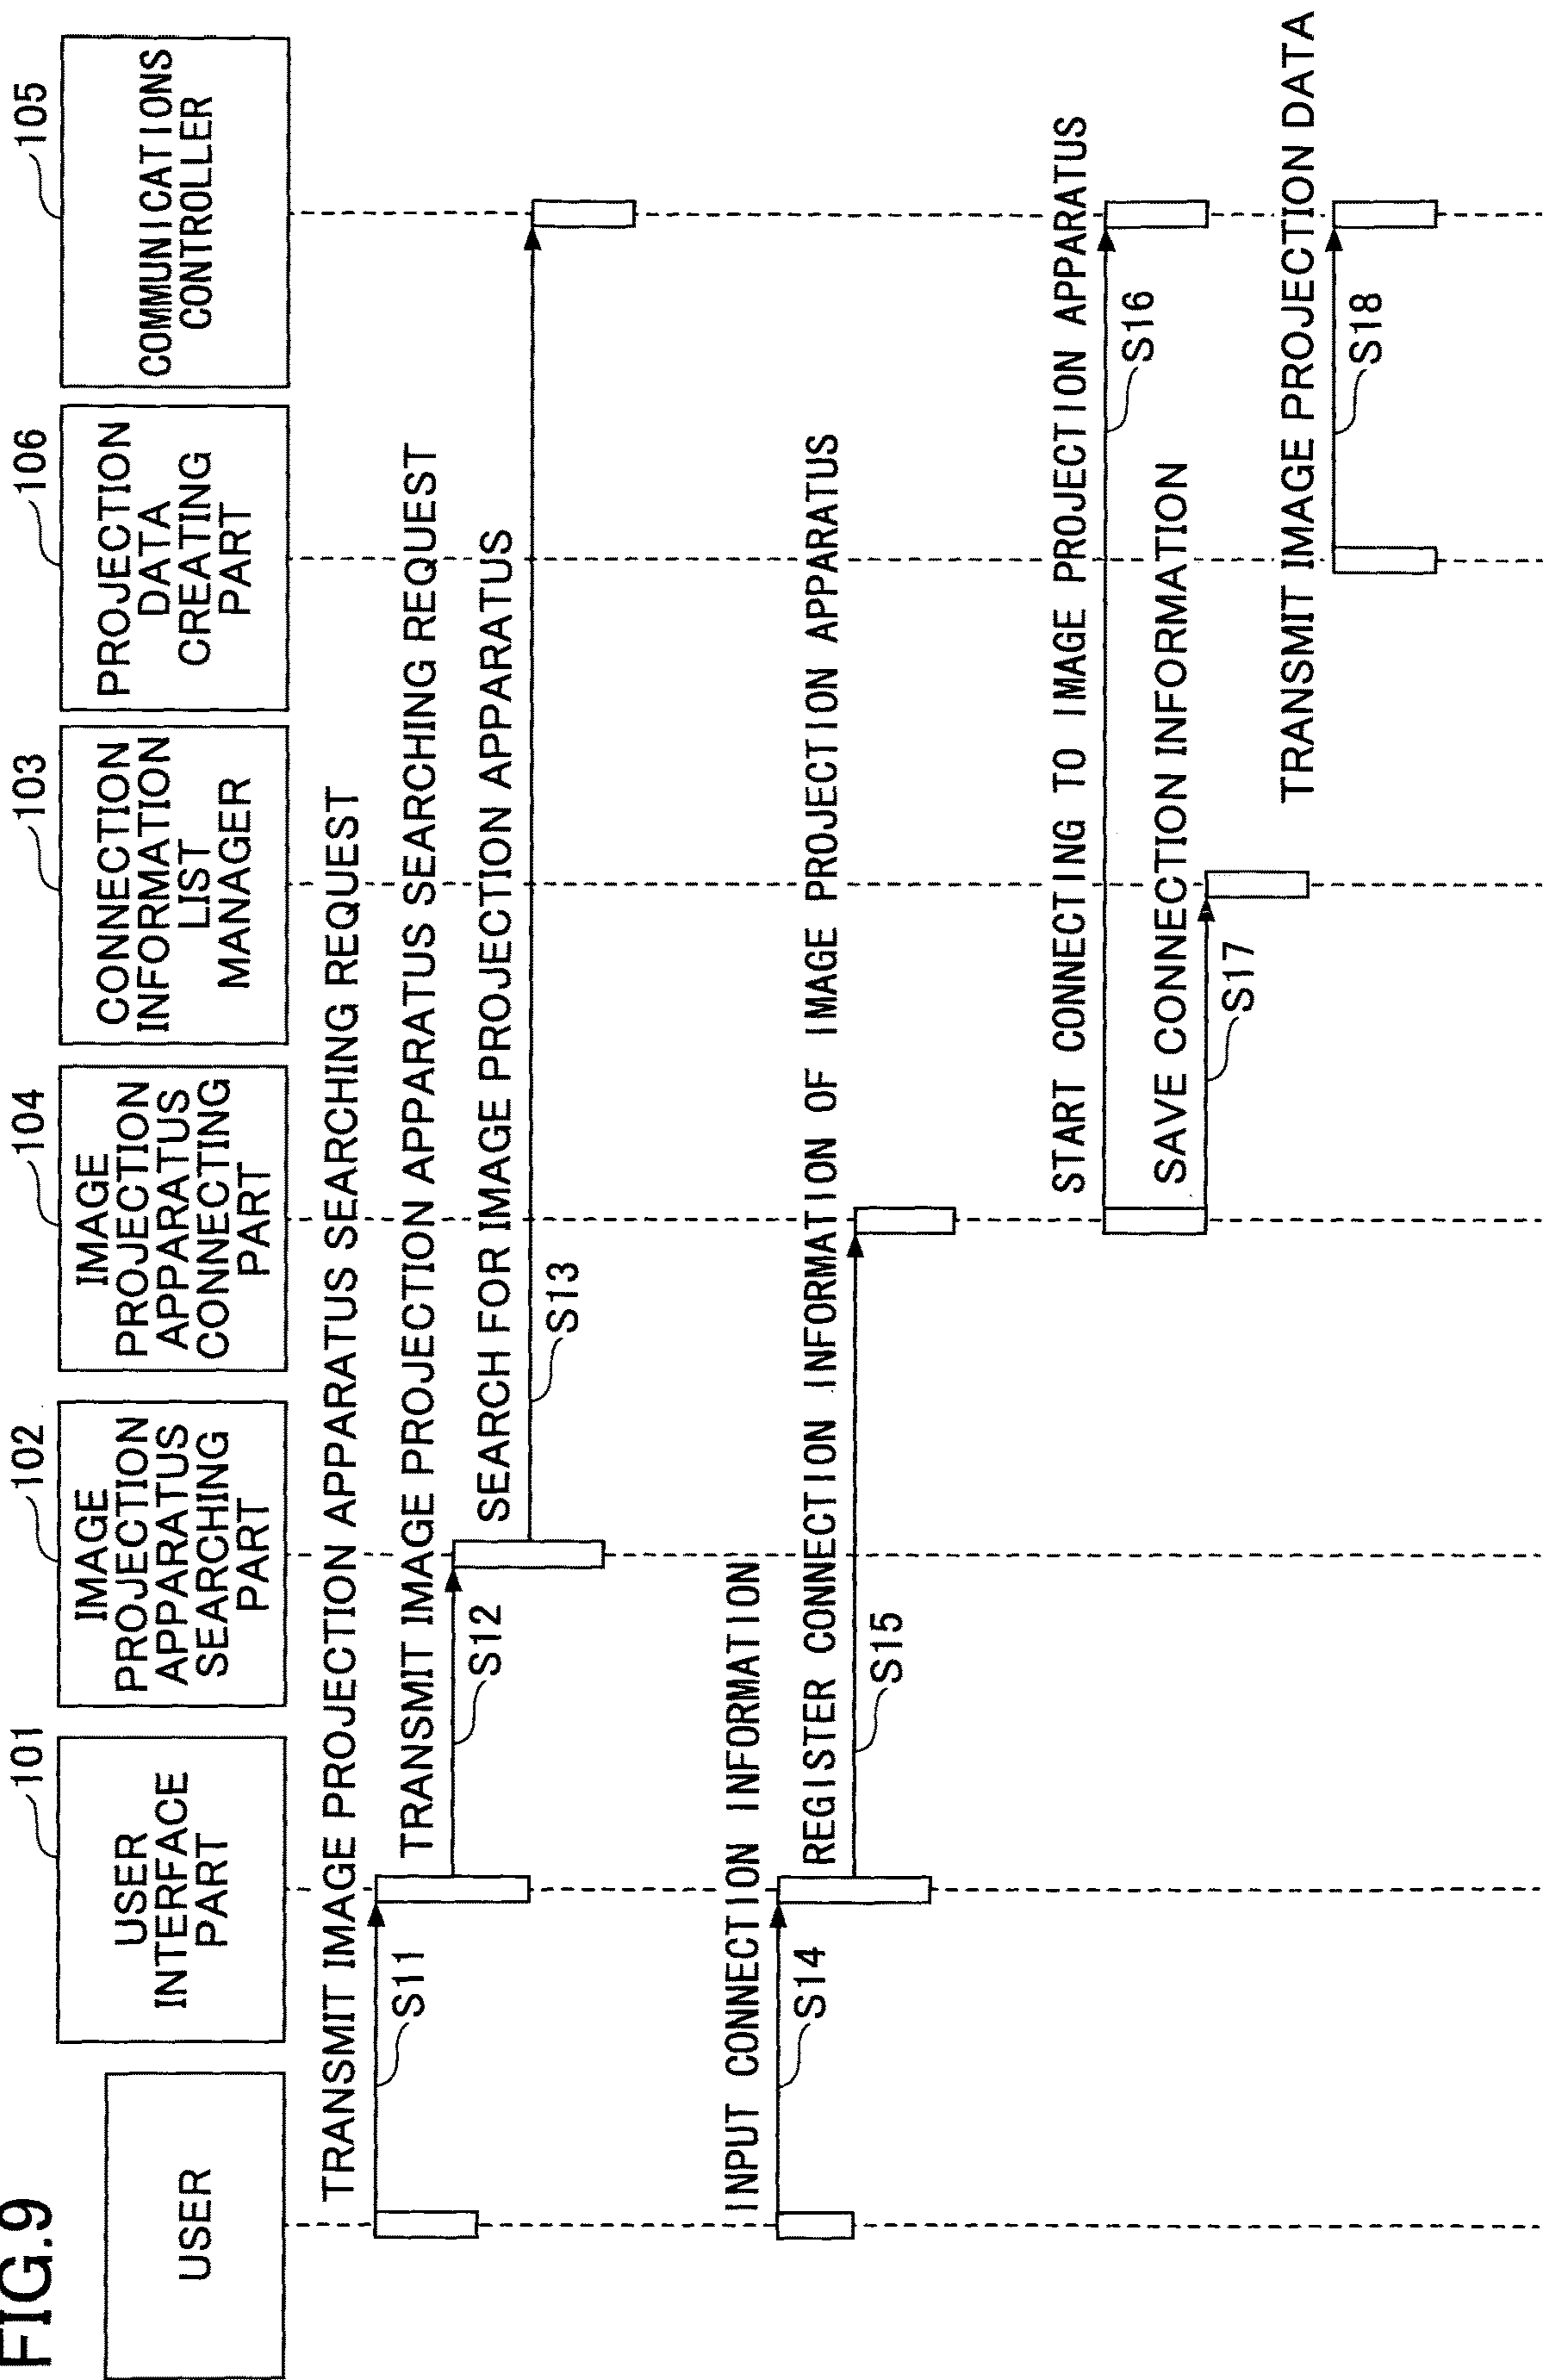 FIG.9
USER
101
USER
INTERFACE
PART
102
IMAGE
PROJECTION
APPARATUS
SEARCHING
PART
104
IMAGE
PROJECTION
APPARATUS
CONNECTING
PART
103
CONNECTION
INFORMATION
LIST
MANAGER
106
PROJECTION
DATA
CREATING
PART
105
COMMUNICATIONS
CONTROLLER
TRANSMIT IMAGE PROJECTION APPARATUS SEARCHING REQUEST
S11
TRANSMIT IMAGE PROJECTION APPARATUS SEARCHING REQUEST
S12
SEARCH FOR IMAGE PROJECTION APPARATUS
S13
INPUT CONNECTION INFORMATION
S14
REGISTER CONNECTION INFORMATION OF IMAGE PROJECTION APPARATUS
S15
START CONNECTING TO IMAGE PROJECTION APPARATUS
S16
SAVE CONNECTION INFORMATION
S17
TRANSMIT IMAGE PROJECTION DATA
S18